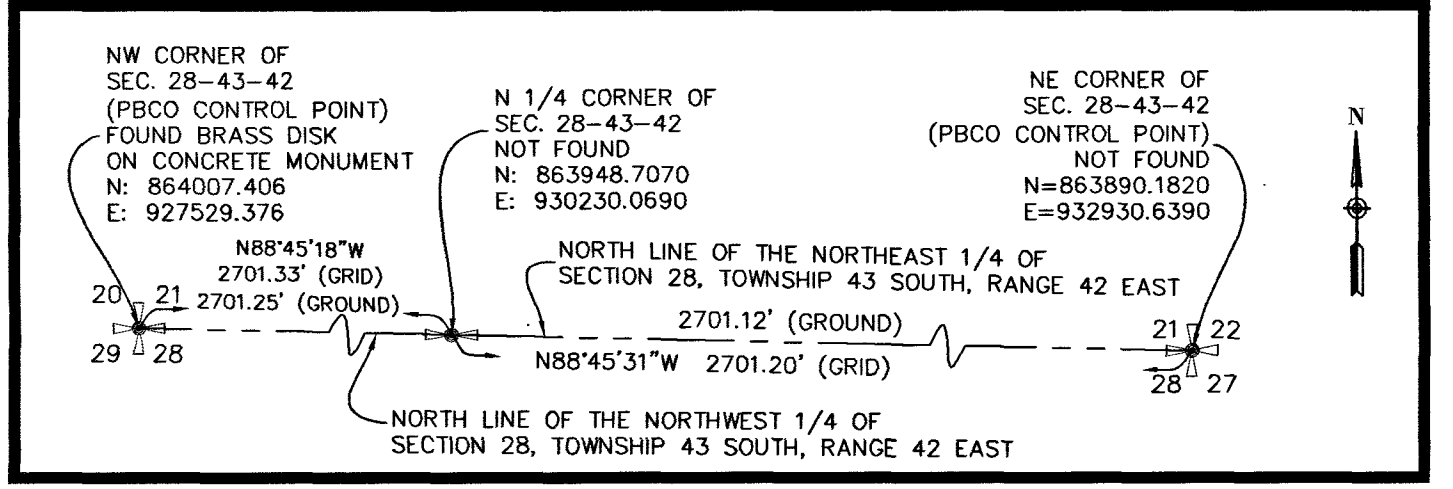 NW CORNER OF
SEC. 28-43-42
(PBCO CONTROL POINT)
FOUND BRASS DISK
ON CONCRETE MONUMENT
N: 864007.406
E: 927529.376
N 1/4 CORNER OF
SEC. 28-43-42
NOT FOUND
N: 863948.7070
E: 930230.0690
NE CORNER OF
SEC. 28-43-42
(PBCO CONTROL POINT)
NOT FOUND
N=863890.1820
E=932930.6390
N
N88°45'18"W
2701.33' (GRID)
2701.25' (GROUND)
NORTH LINE OF THE NORTHEAST 1/4 OF
SECTION 28, TOWNSHIP 43 SOUTH, RANGE 42 EAST
20 21
29 28
2701.12' (GROUND)
N88°45'31"W 2701.20' (GRID)
21 22
28 27
NORTH LINE OF THE NORTHWEST 1/4 OF
SECTION 28, TOWNSHIP 43 SOUTH, RANGE 42 EAST